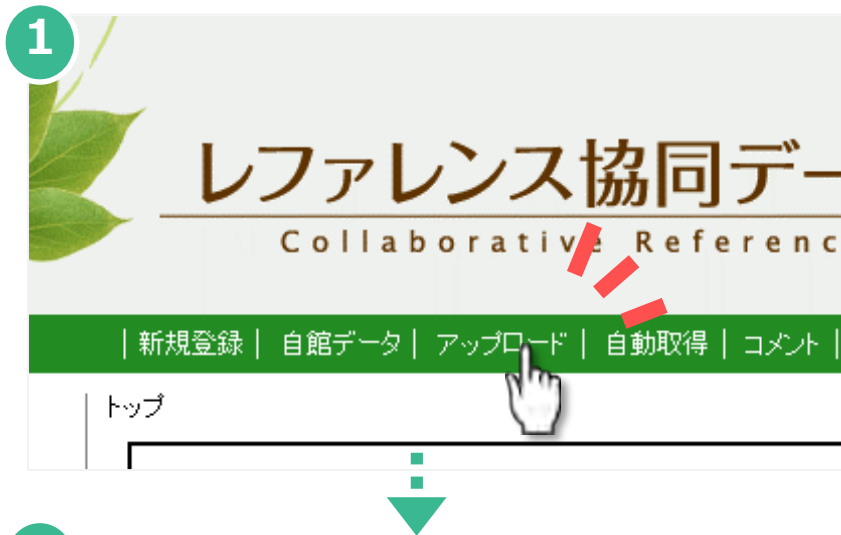 1
レファレンス協同デー
Collaborative Referenc
|新規登録| 自館データ| アップロード| 自動取得| コメント|
トップ